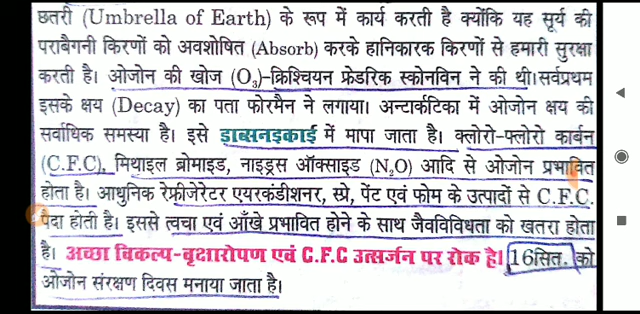 छतरी (Umbrella of Earth) के रूप में कार्य करती है क्योंकि यह सूर्य की
पराबैगनी किरणों को अवशोषित (Absorb) करके हानिकारक किरणों से हमारी सुरक्षा
करती है। ओजोन की खोज (O₃)-क्रिश्चियन फ्रेडरिक स्कोनविन ने की थी।सर्वप्रथम
इसके क्षय (Decay) का पता फोरमैन ने लगाया। अन्टार्कटिका में ओजोन क्षय की
सर्वाधिक समस्या है। इसे डाब्सनइकाई में मापा जाता है। क्लोरो-फ्लोरो कार्बन
(C.F.C), मिथाइल ब्रोमाइड, नाइड्रस ऑक्साइड (N₂O) आदि से ओजोन प्रभावित
होता है। आधुनिक रेफ्रीजेरेटर एयरकंडीशनर, स्प्रे, पेंट एवं फोम के उत्पादों से C.F.C.
पैदा होती है। इससे त्वचा एवं आँखे प्रभावित होने के साथ जैवविविधता को खतरा होता
है। अच्छा विकल्प-वृक्षारोपण एवं C.F.C उत्सर्जन पर रोक है। 16सित. को
ओजोन संरक्षण दिवस मनाया जाता है।